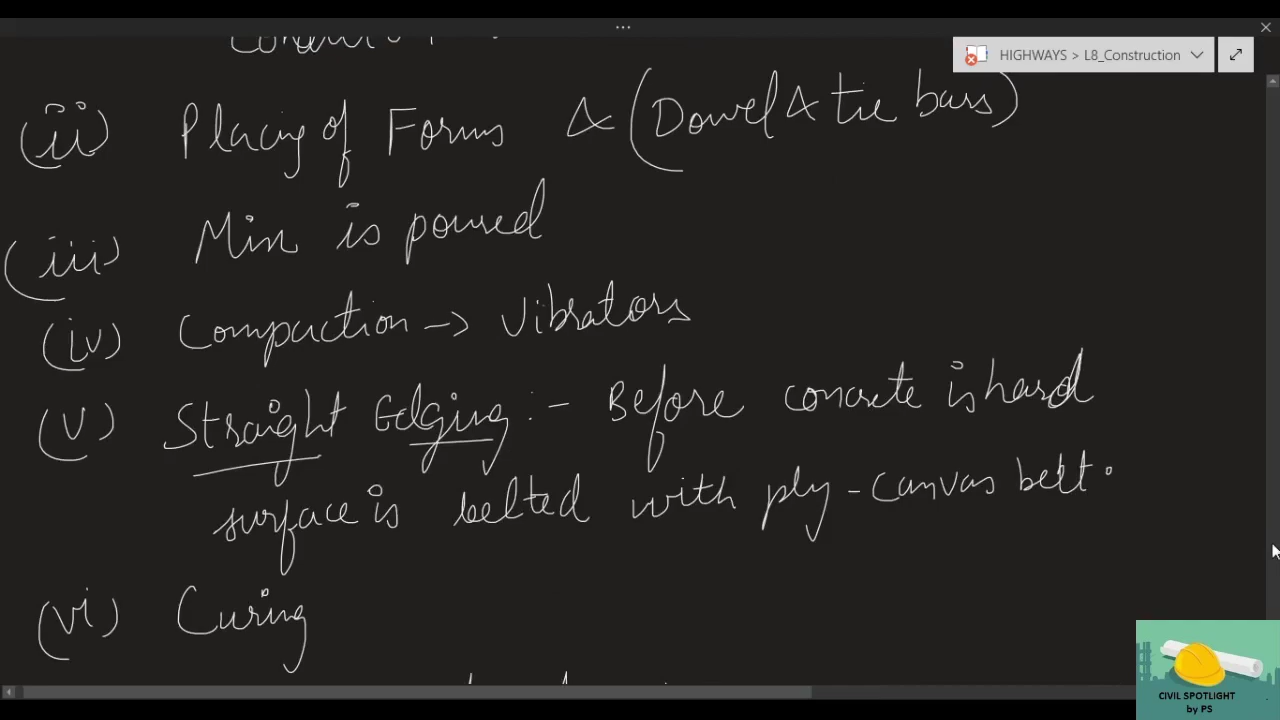 HIGHWAYS > L8_Construction
(ii) Placing of Forms & (Dowel & tie bars)
(iii) Mix is poured
(iv) Compaction -> Vibrators
(v) Straight Edging :- Before concrete is hard
surface is belted with ply-canvas belt.
(vi) Curing
CIVIL SPOTLIGHT
by PS